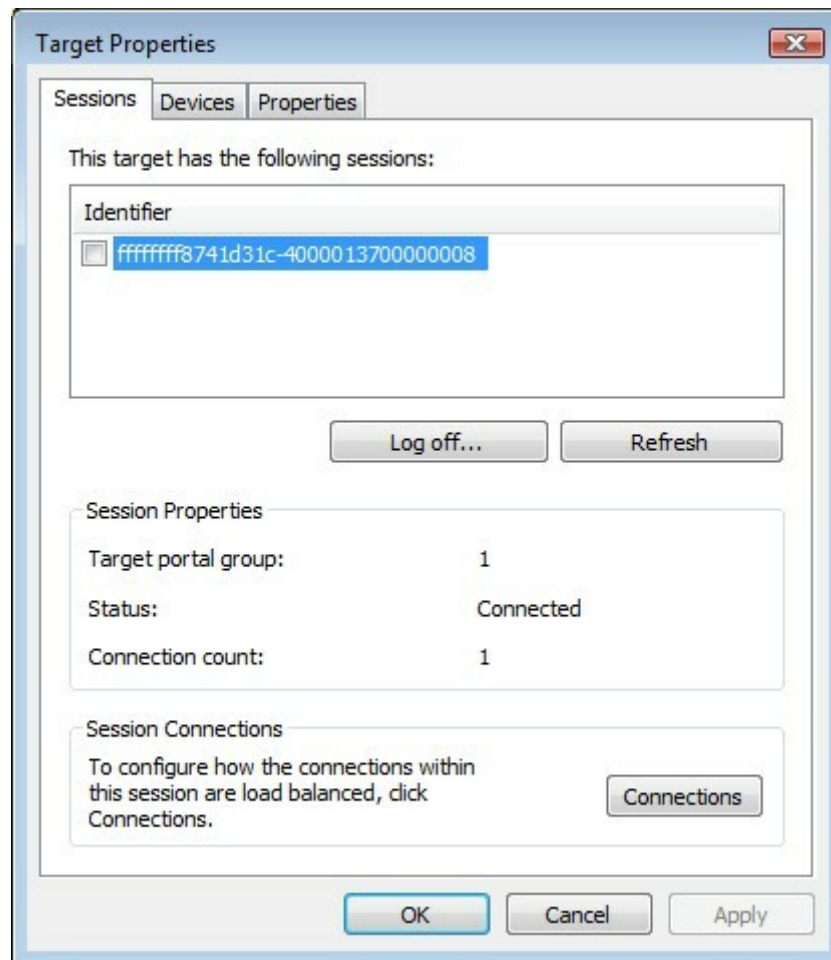 Target Properties
Sessions Devices Properties
This target has the following sessions:
Identifier
ffffffff8741d31c-4000013700000008
Log off... Refresh
Session Properties
Target portal group: 1
Status: Connected
Connection count: 1
Session Connections
To configure how the connections within
this session are load balanced, click
Connections.
Connections
OK Cancel Apply